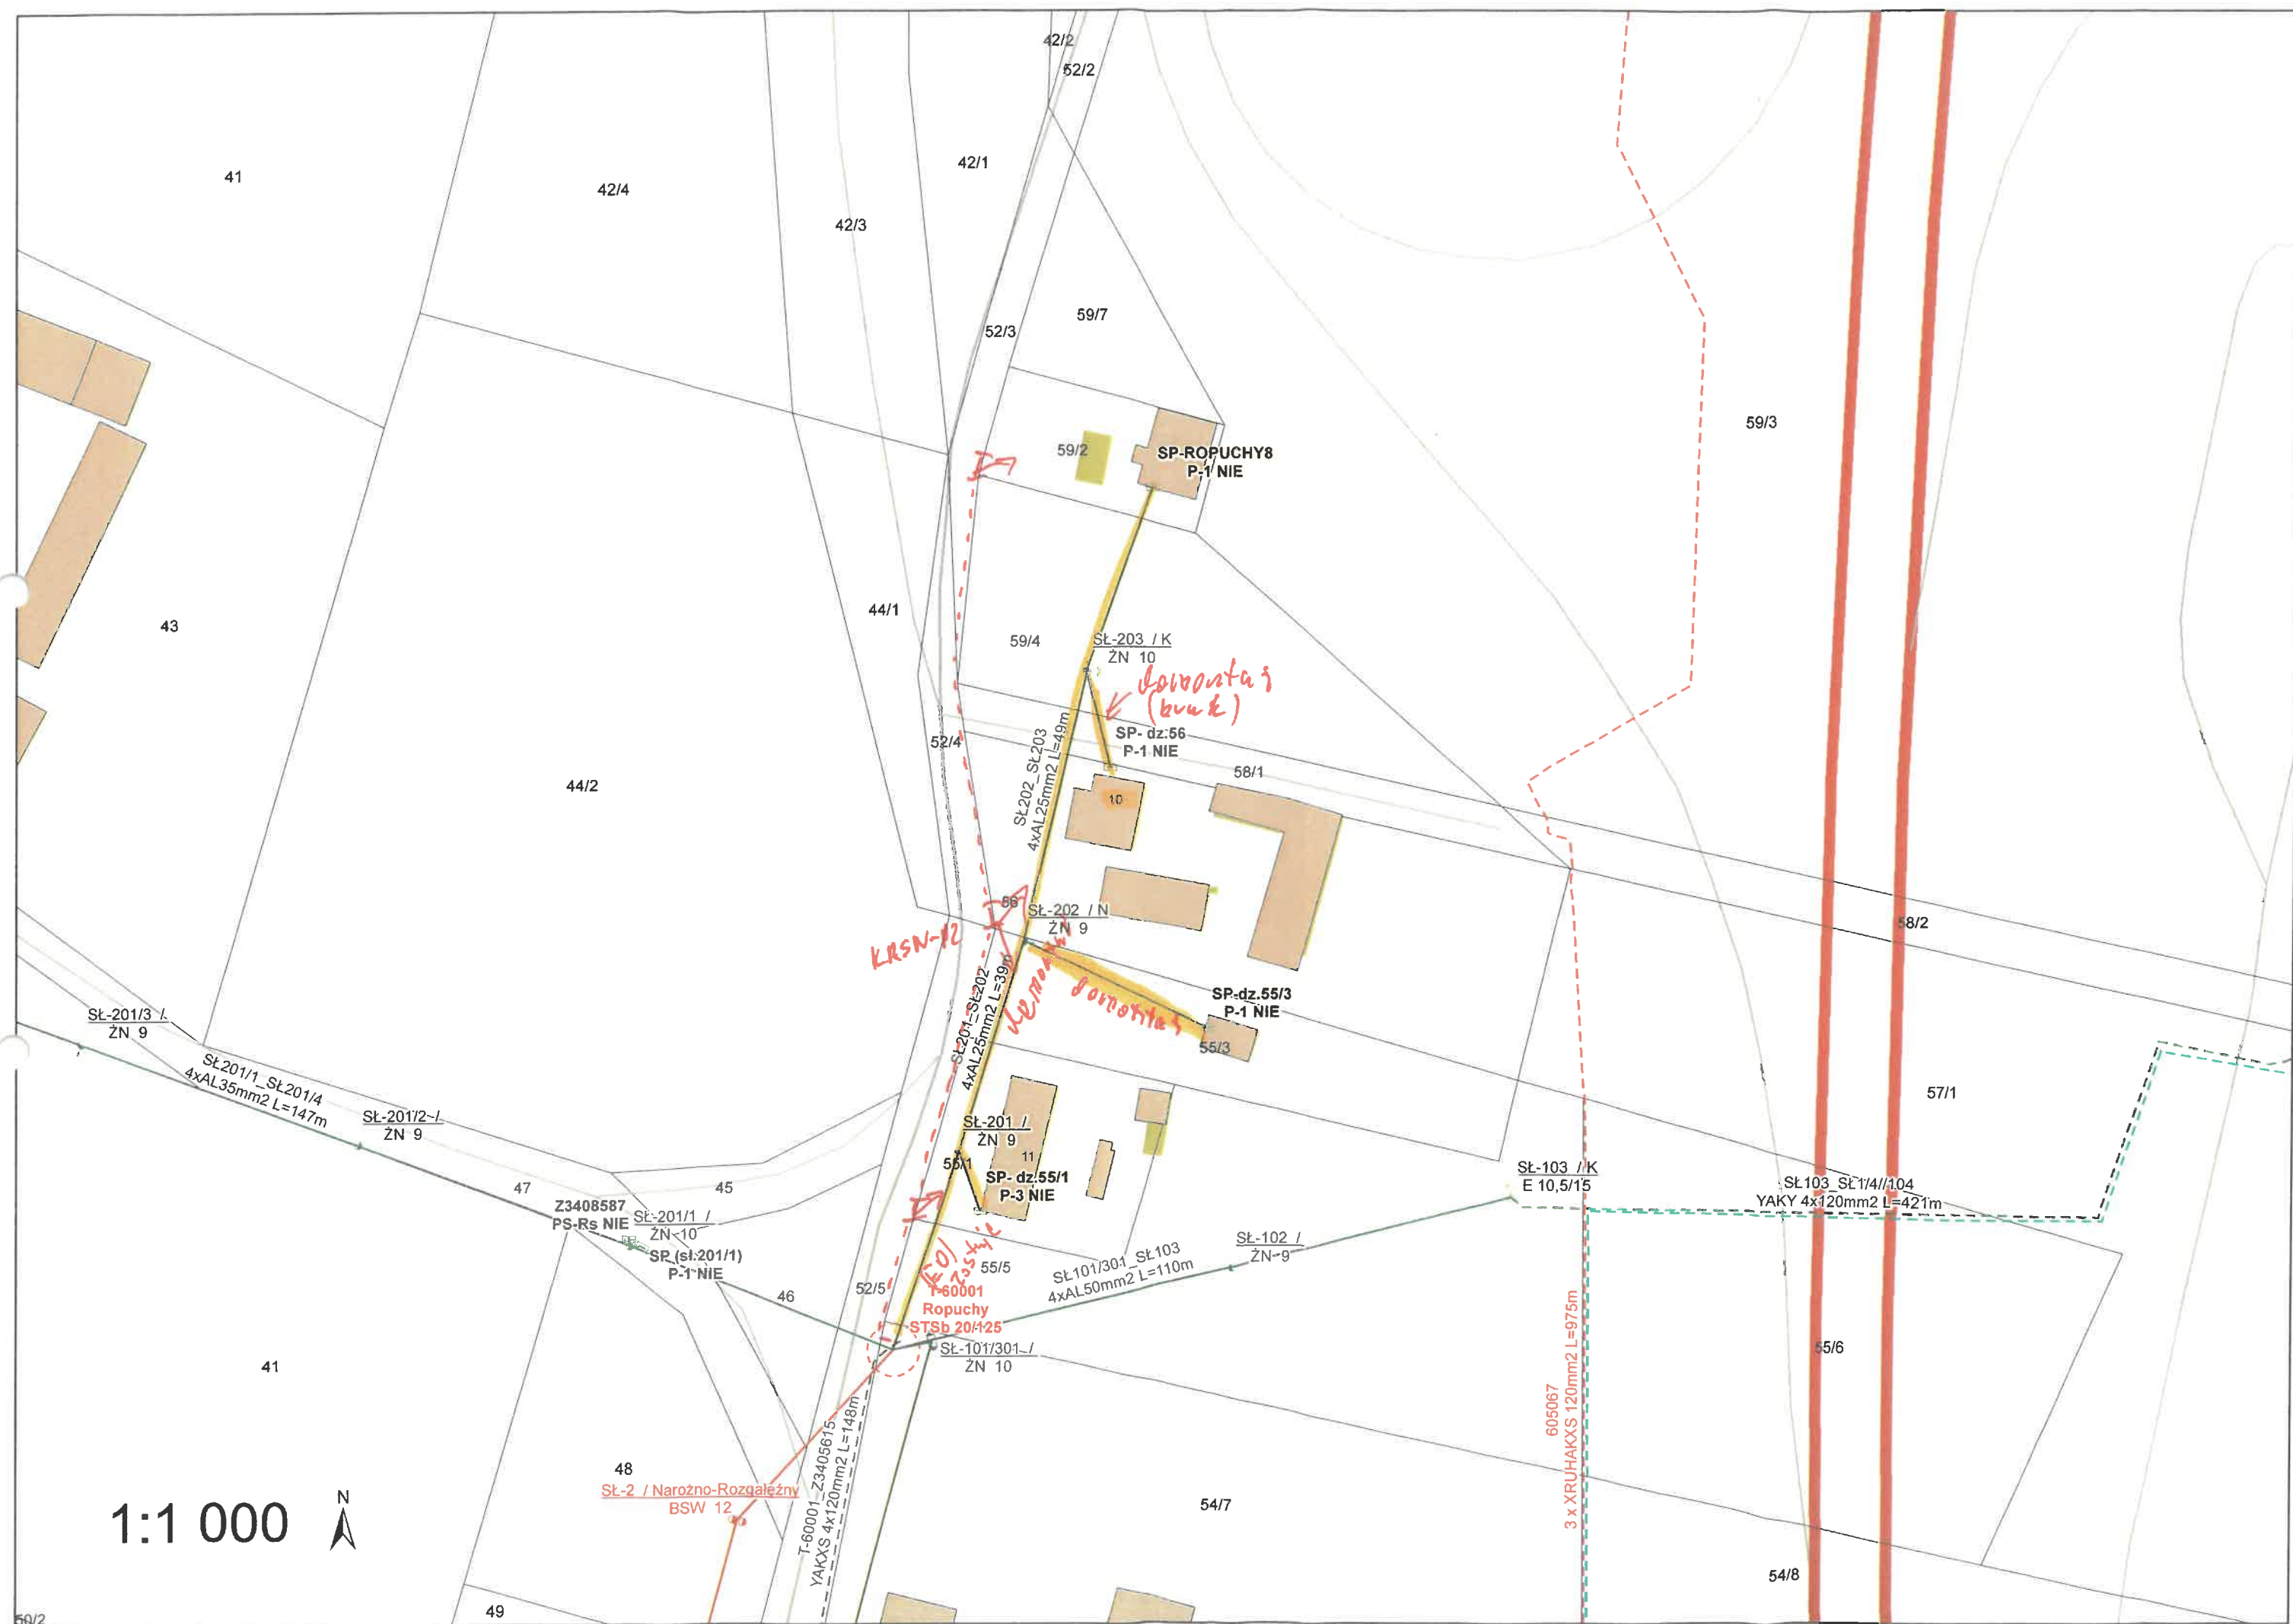 42/2
52/2
41
42/4
42/1
42/3
59/7
52/3
59/3
59/2
SP-ROPUCHY8
P-1 NIE
44/1
43
59/4
SŁ-203 / K
ŻN 10
(brak)
SP- dz.56
P-1 NIE
52/4
58/1
SŁ202_SŁ203
4xAL25mm2 L=49m
44/2
10
56
SŁ-202 / N
ŻN 9
58/2
KRSN-12
SŁ201_SŁ202
4xAL25mm2 L=39m
demontaż
SP-dz.55/3
P-1 NIE
55/3
SŁ-201/3 /
ŻN 9
SŁ201/1_SŁ201/4
4xAL35mm2 L=147m
SŁ-201/2 /
ŻN 9
57/1
SŁ-201 /
ŻN 9
11
55/1
SP- dz.55/1
P-3 NIE
SŁ-103 / K
E 10,5/15
SŁ103_SŁ1/4//104
YAKY 4x120mm2 L=421m
47
45
Z3408587
PS-Rs NIE
SŁ-201/1 /
ŻN 10
SP (sł.201/1)
P-1 NIE
SŁ-102 /
ŻN 9
SŁ101/301_SŁ103
4xAL50mm2 L=110m
55/5
52/5
46
T-60001
Ropuchy
STSb 20/125
SŁ-101/301 /
ŻN 10
55/6
41
605067
3 x XRUHAKXS 120mm2 L=975m
T-60001_Z3405615
YAKXS 4x120mm2 L=148m
48
SŁ-2 / Narożno-Rozgałęźny
BSW 12
54/7
1:1 000
N
54/8
49
50/2